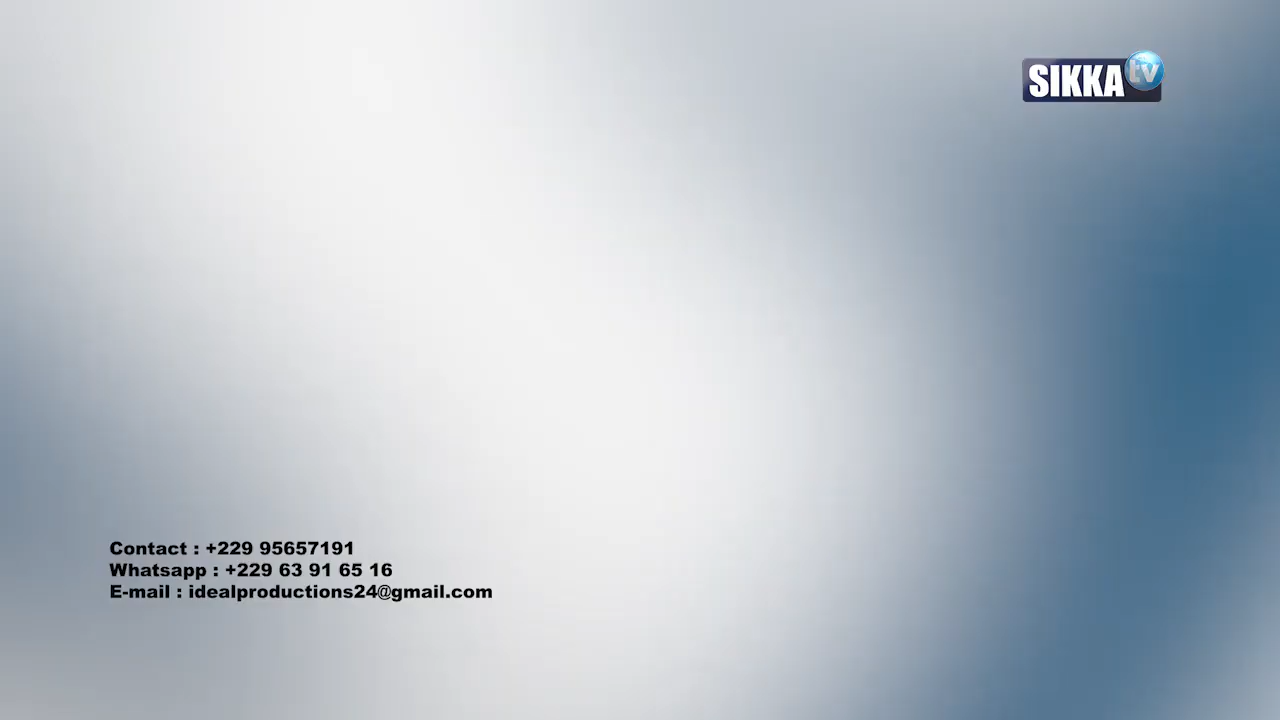 SIKKA tv
Contact : +229 95657191
Whatsapp : +229 63 91 65 16
E-mail : idealproductions24@gmail.com